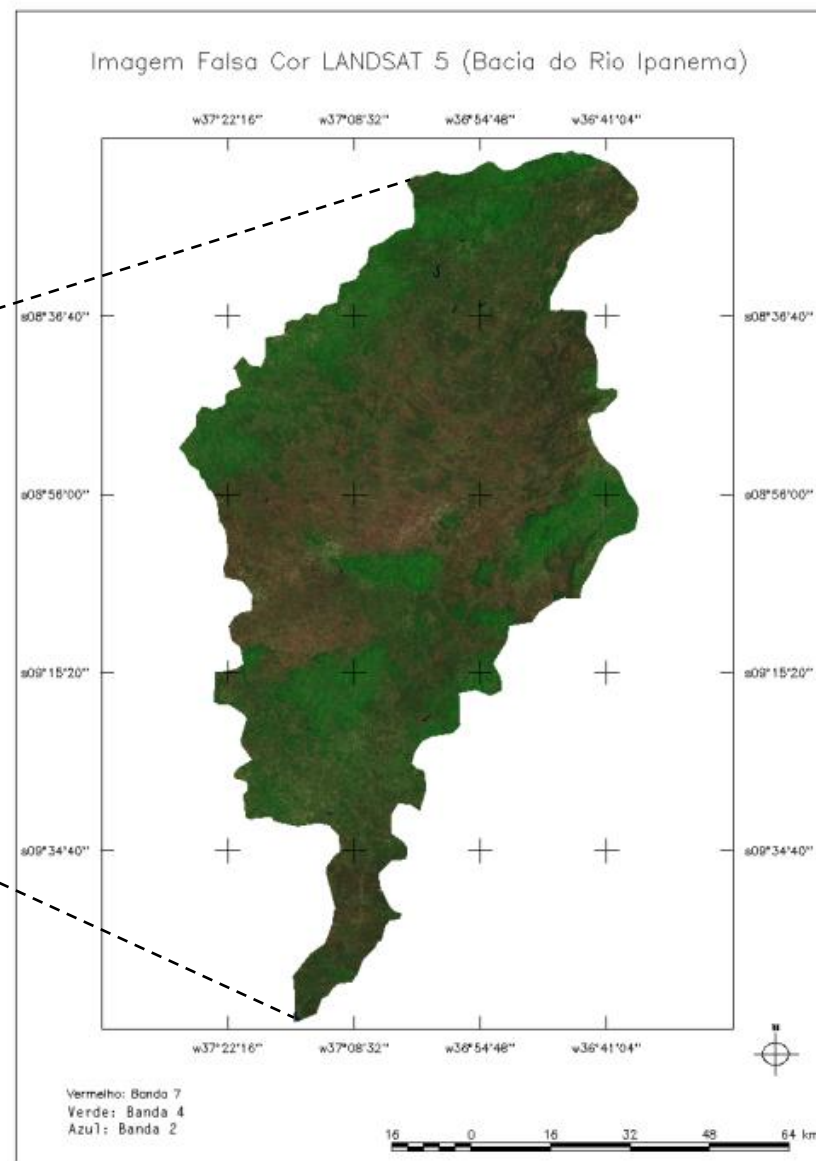 Imagem Falsa Cor LANDSAT 5 (Bacia do Rio Ipanema)
w37°22'16" w37°08'32" w36°54'48" w36°41'04"
s08°36'40" s08°36'40"
s08°56'00" s08°56'00"
s09°15'20" s09°15'20"
s09°34'40" s09°34'40"
w37°22'16" w37°08'32" w36°54'48" w36°41'04"
N
Vermelho: Banda 7
Verde: Banda 4
Azul: Banda 2
16 0 16 32 48 64 km